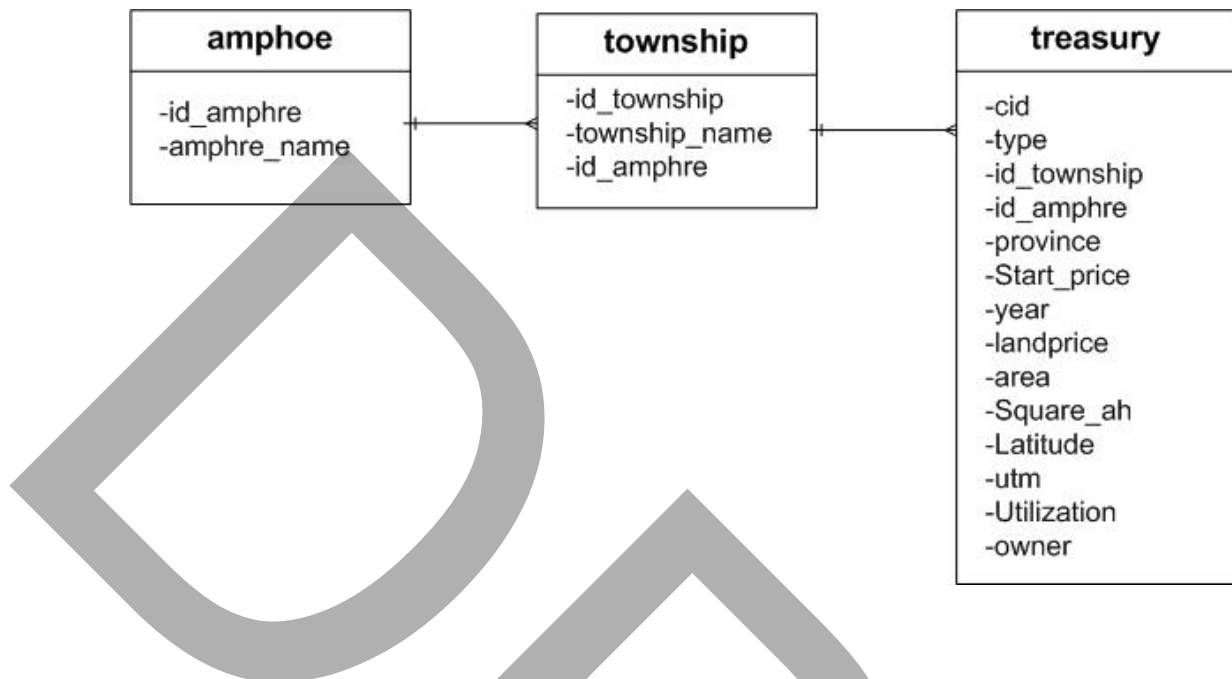 amphoe
-id_amphre
-amphre_name
township
-id_township
-township_name
-id_amphre
treasury
-cid
-type
-id_township
-id_amphre
-province
-Start_price
-year
-landprice
-area
-Square_ah
-Latitude
-utm
-Utilization
-owner